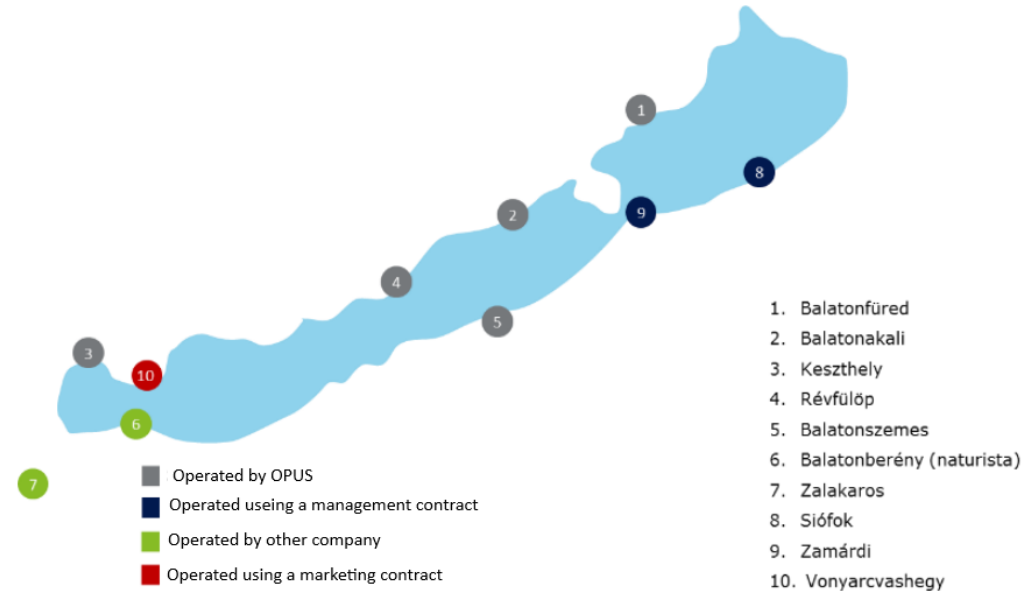 1
8
2
9
4
5
3
10
6
7
Operated by OPUS
Operated useing a management contract
Operated by other company
Operated using a marketing contract
1. Balatonfüred
2. Balatonakali
3. Keszthely
4. Révfülöp
5. Balatonszemes
6. Balatonberény (naturista)
7. Zalakaros
8. Siófok
9. Zamárdi
10. Vonyarcvashegy